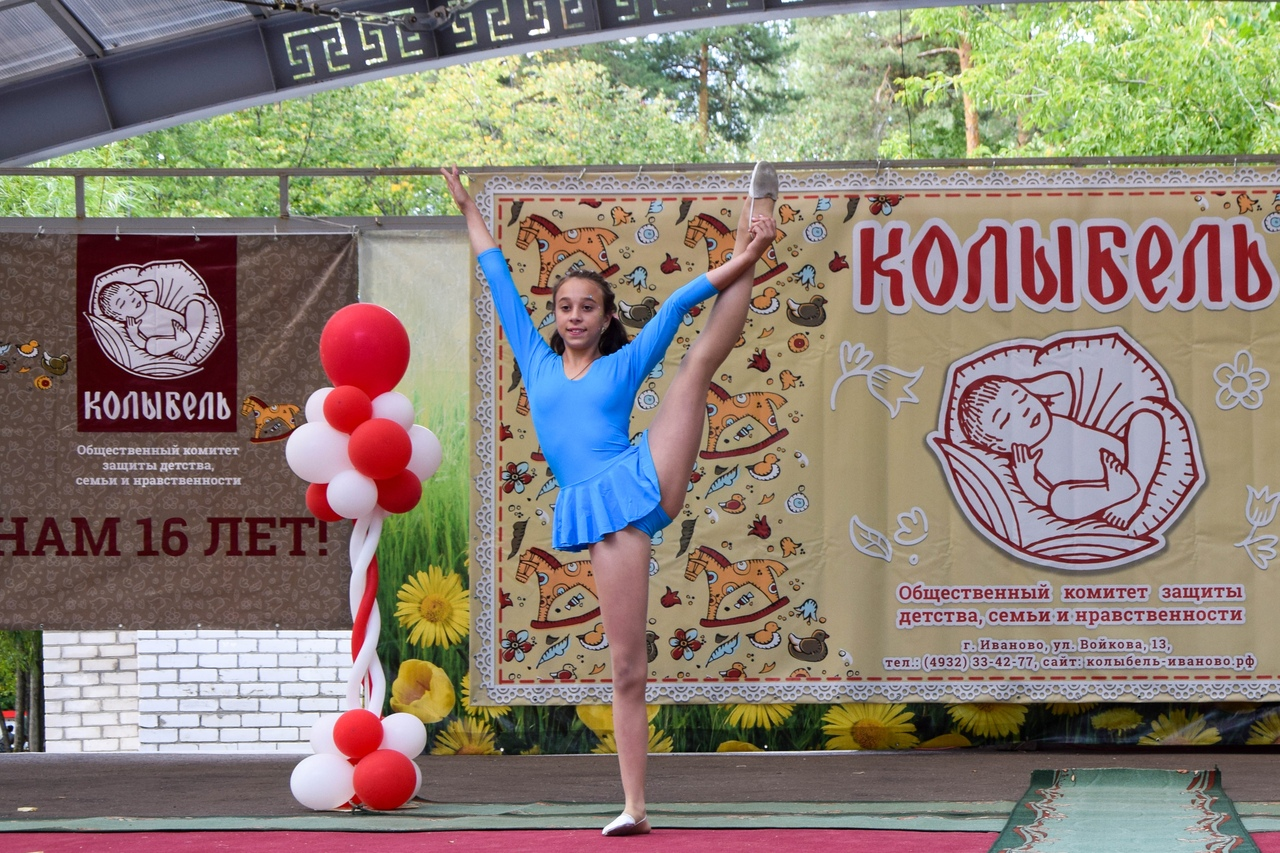 КОЛЫБЕЛЬ
Общественный комитет
защиты детства,
семьи и нравственности
НАМ 16 ЛЕТ!
КОЛЫБЕЛЬ
Общественный комитет защиты
детства, семьи и нравственности
г. Иваново, ул. Войкова, 13,
тел.: (4932) 33-42-77, сайт: колыбель-иваново.рф